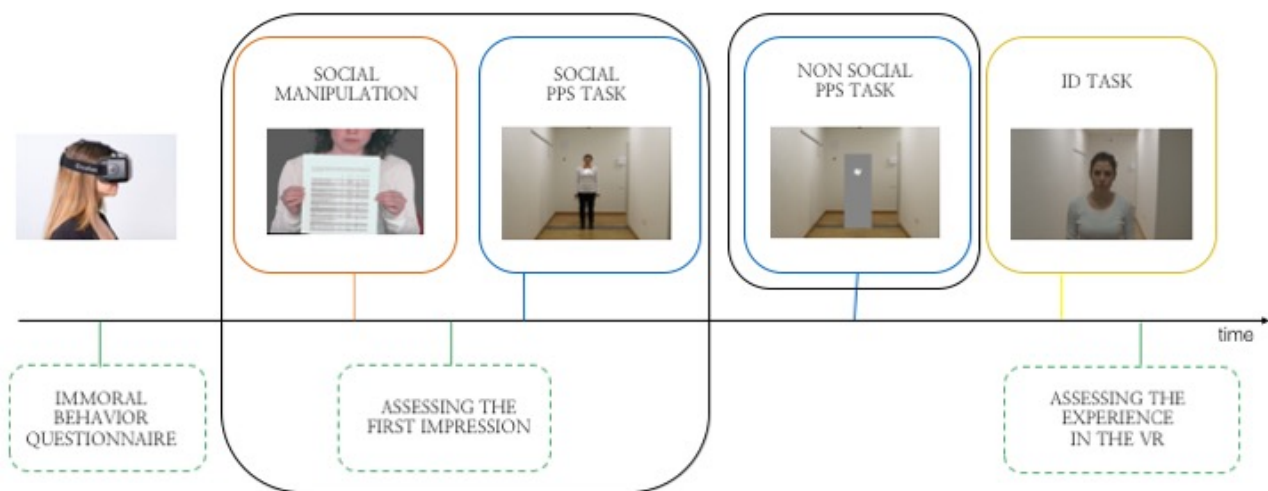 SOCIAL
MANIPULATION
SOCIAL
PPS TASK
NON SOCIAL
PPS TASK
ID TASK
time
IMMORAL
BEHAVIOR
QUESTIONNAIRE
ASSESSING THE
FIRST IMPRESSION
ASSESSING THE
EXPERIENCE
IN THE VR